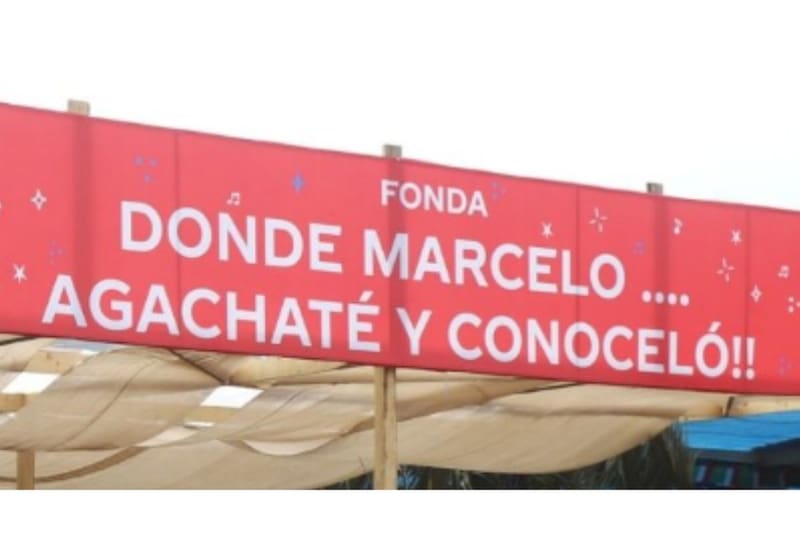 FONDA
DONDE MARCELO ....
AGACHATÉ Y CONOCELÓ!!